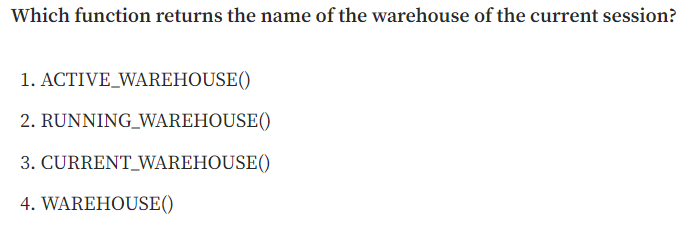 Which function returns the name of the warehouse of the current session?
1. ACTIVE_WAREHOUSE()
2. RUNNING_WAREHOUSE()
3. CURRENT_WAREHOUSE()
4. WAREHOUSE()